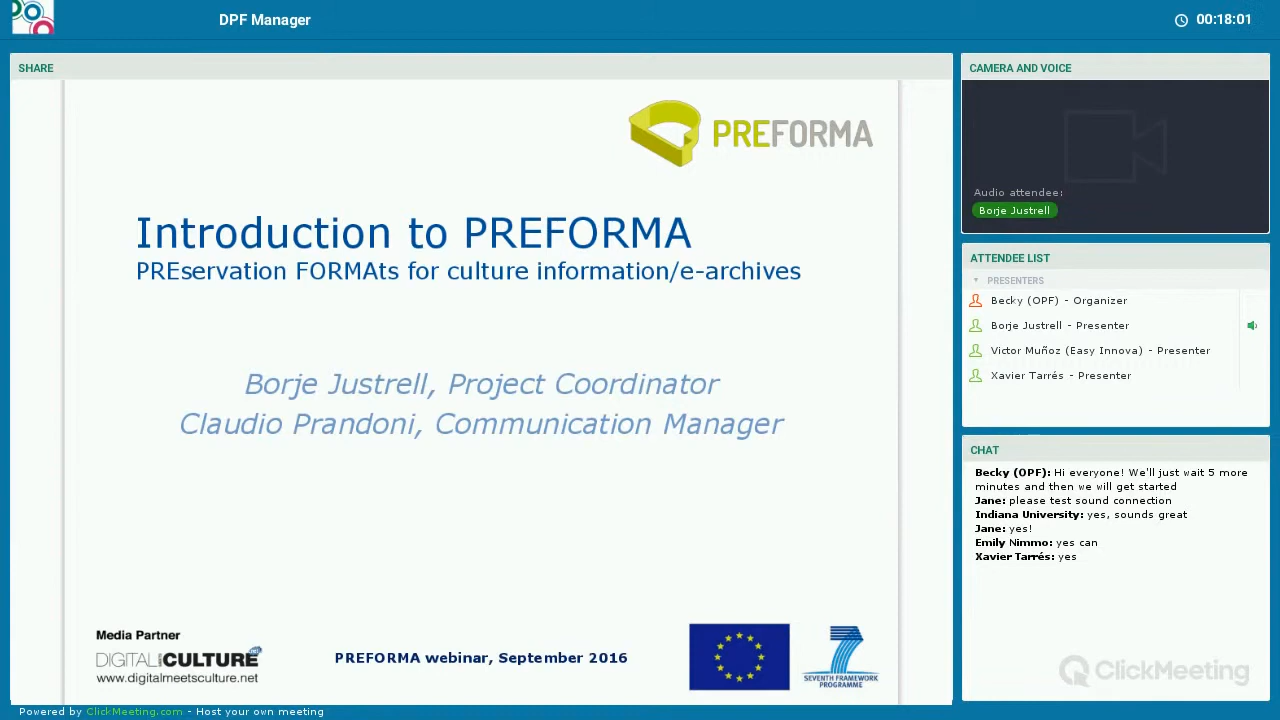 DPF Manager
00:18:01
SHARE
PREFORMA
Introduction to PREFORMA
PREservation FORMAts for culture information/e-archives
Borje Justrell, Project Coordinator
Claudio Prandoni, Communication Manager
Media Partner
DIGITAL meets CULTURE .net
www.digitalmeetsculture.net
PREFORMA webinar, September 2016
7
SEVENTH FRAMEWORK
PROGRAMME
CAMERA AND VOICE
Audio attendee:
Borje Justrell
ATTENDEE LIST
PRESENTERS
Becky (OPF) - Organizer
Borje Justrell - Presenter
Victor Muñoz (Easy Innova) - Presenter
Xavier Tarrés - Presenter
CHAT
Becky (OPF): Hi everyone! We'll just wait 5 more
minutes and then we will get started
Jane: please test sound connection
Indiana University: yes, sounds great
Jane: yes!
Emily Nimmo: yes can
Xavier Tarrés: yes
ClickMeeting
Powered by ClickMeeting.com - Host your own meeting